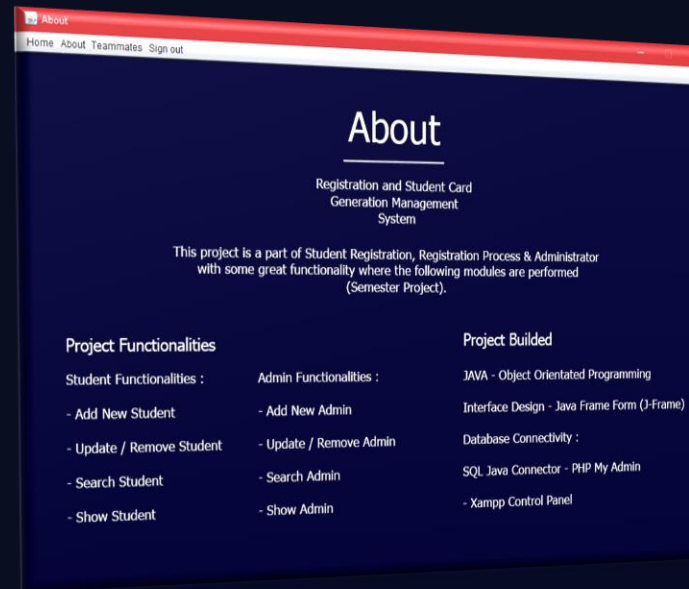 About
Home About Teammates Sign out
About
Registration and Student Card
Generation Management
System
This project is a part of Student Registration, Registration Process & Administrator
with some great functionality where the following modules are performed
(Semester Project).
Project Functionalities
Student Functionalities :
- Add New Student
- Update / Remove Student
- Search Student
- Show Student
Admin Functionalities :
- Add New Admin
- Update / Remove Admin
- Search Admin
- Show Admin
Project Builded
JAVA - Object Orientated Programming
Interface Design - Java Frame Form (J-Frame)
Database Connectivity :
SQL Java Connector - PHP My Admin
- Xampp Control Panel